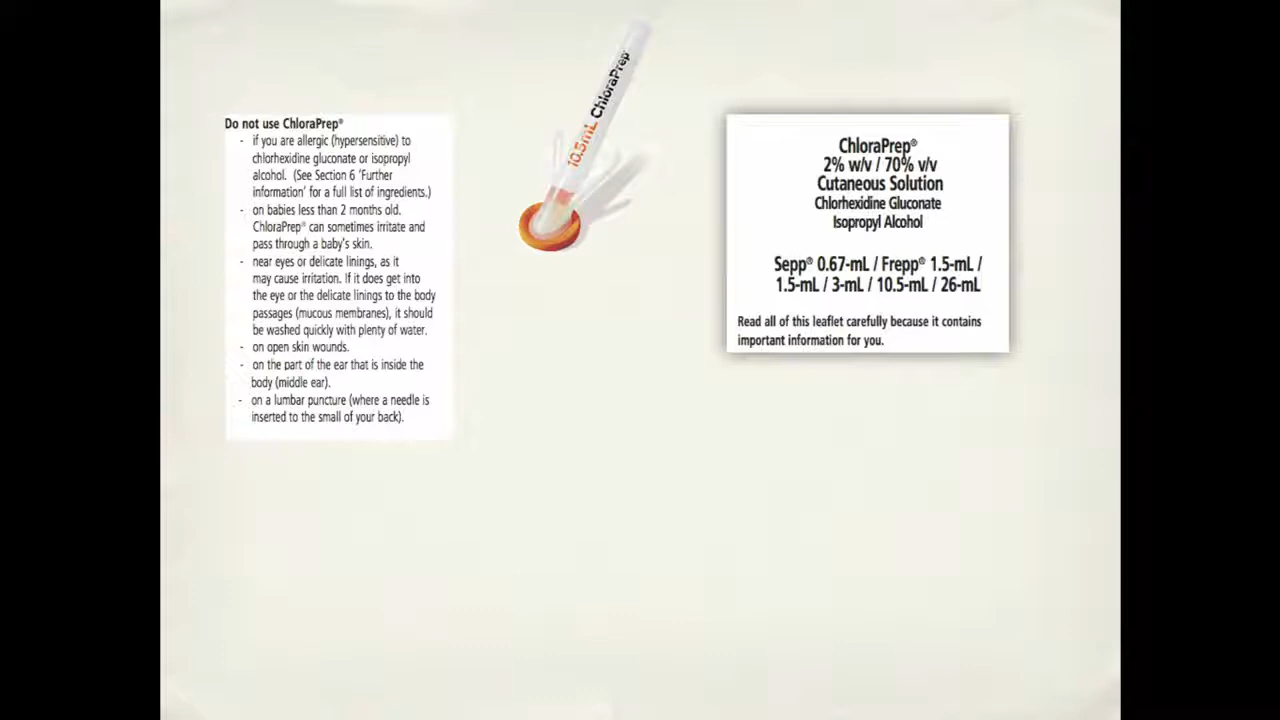 Do not use ChloraPrep®
- if you are allergic (hypersensitive) to
chlorhexidine gluconate or isopropyl
alcohol. (See Section 6 'Further
information' for a full list of ingredients.)
- on babies less than 2 months old.
ChloraPrep® can sometimes irritate and
pass through a baby's skin.
- near eyes or delicate linings, as it
may cause irritation. If it does get into
the eye or the delicate linings to the body
passages (mucous membranes), it should
be washed quickly with plenty of water.
- on open skin wounds.
- on the part of the ear that is inside the
body (middle ear).
- on a lumbar puncture (where a needle is
inserted to the small of your back).
10.5mL ChloraPrep
ChloraPrep®
2% w/v / 70% v/v
Cutaneous Solution
Chlorhexidine Gluconate
Isopropyl Alcohol
Sepp® 0.67-mL / Frepp® 1.5-mL /
1.5-mL / 3-mL / 10.5-mL / 26-mL
Read all of this leaflet carefully because it contains
important information for you.